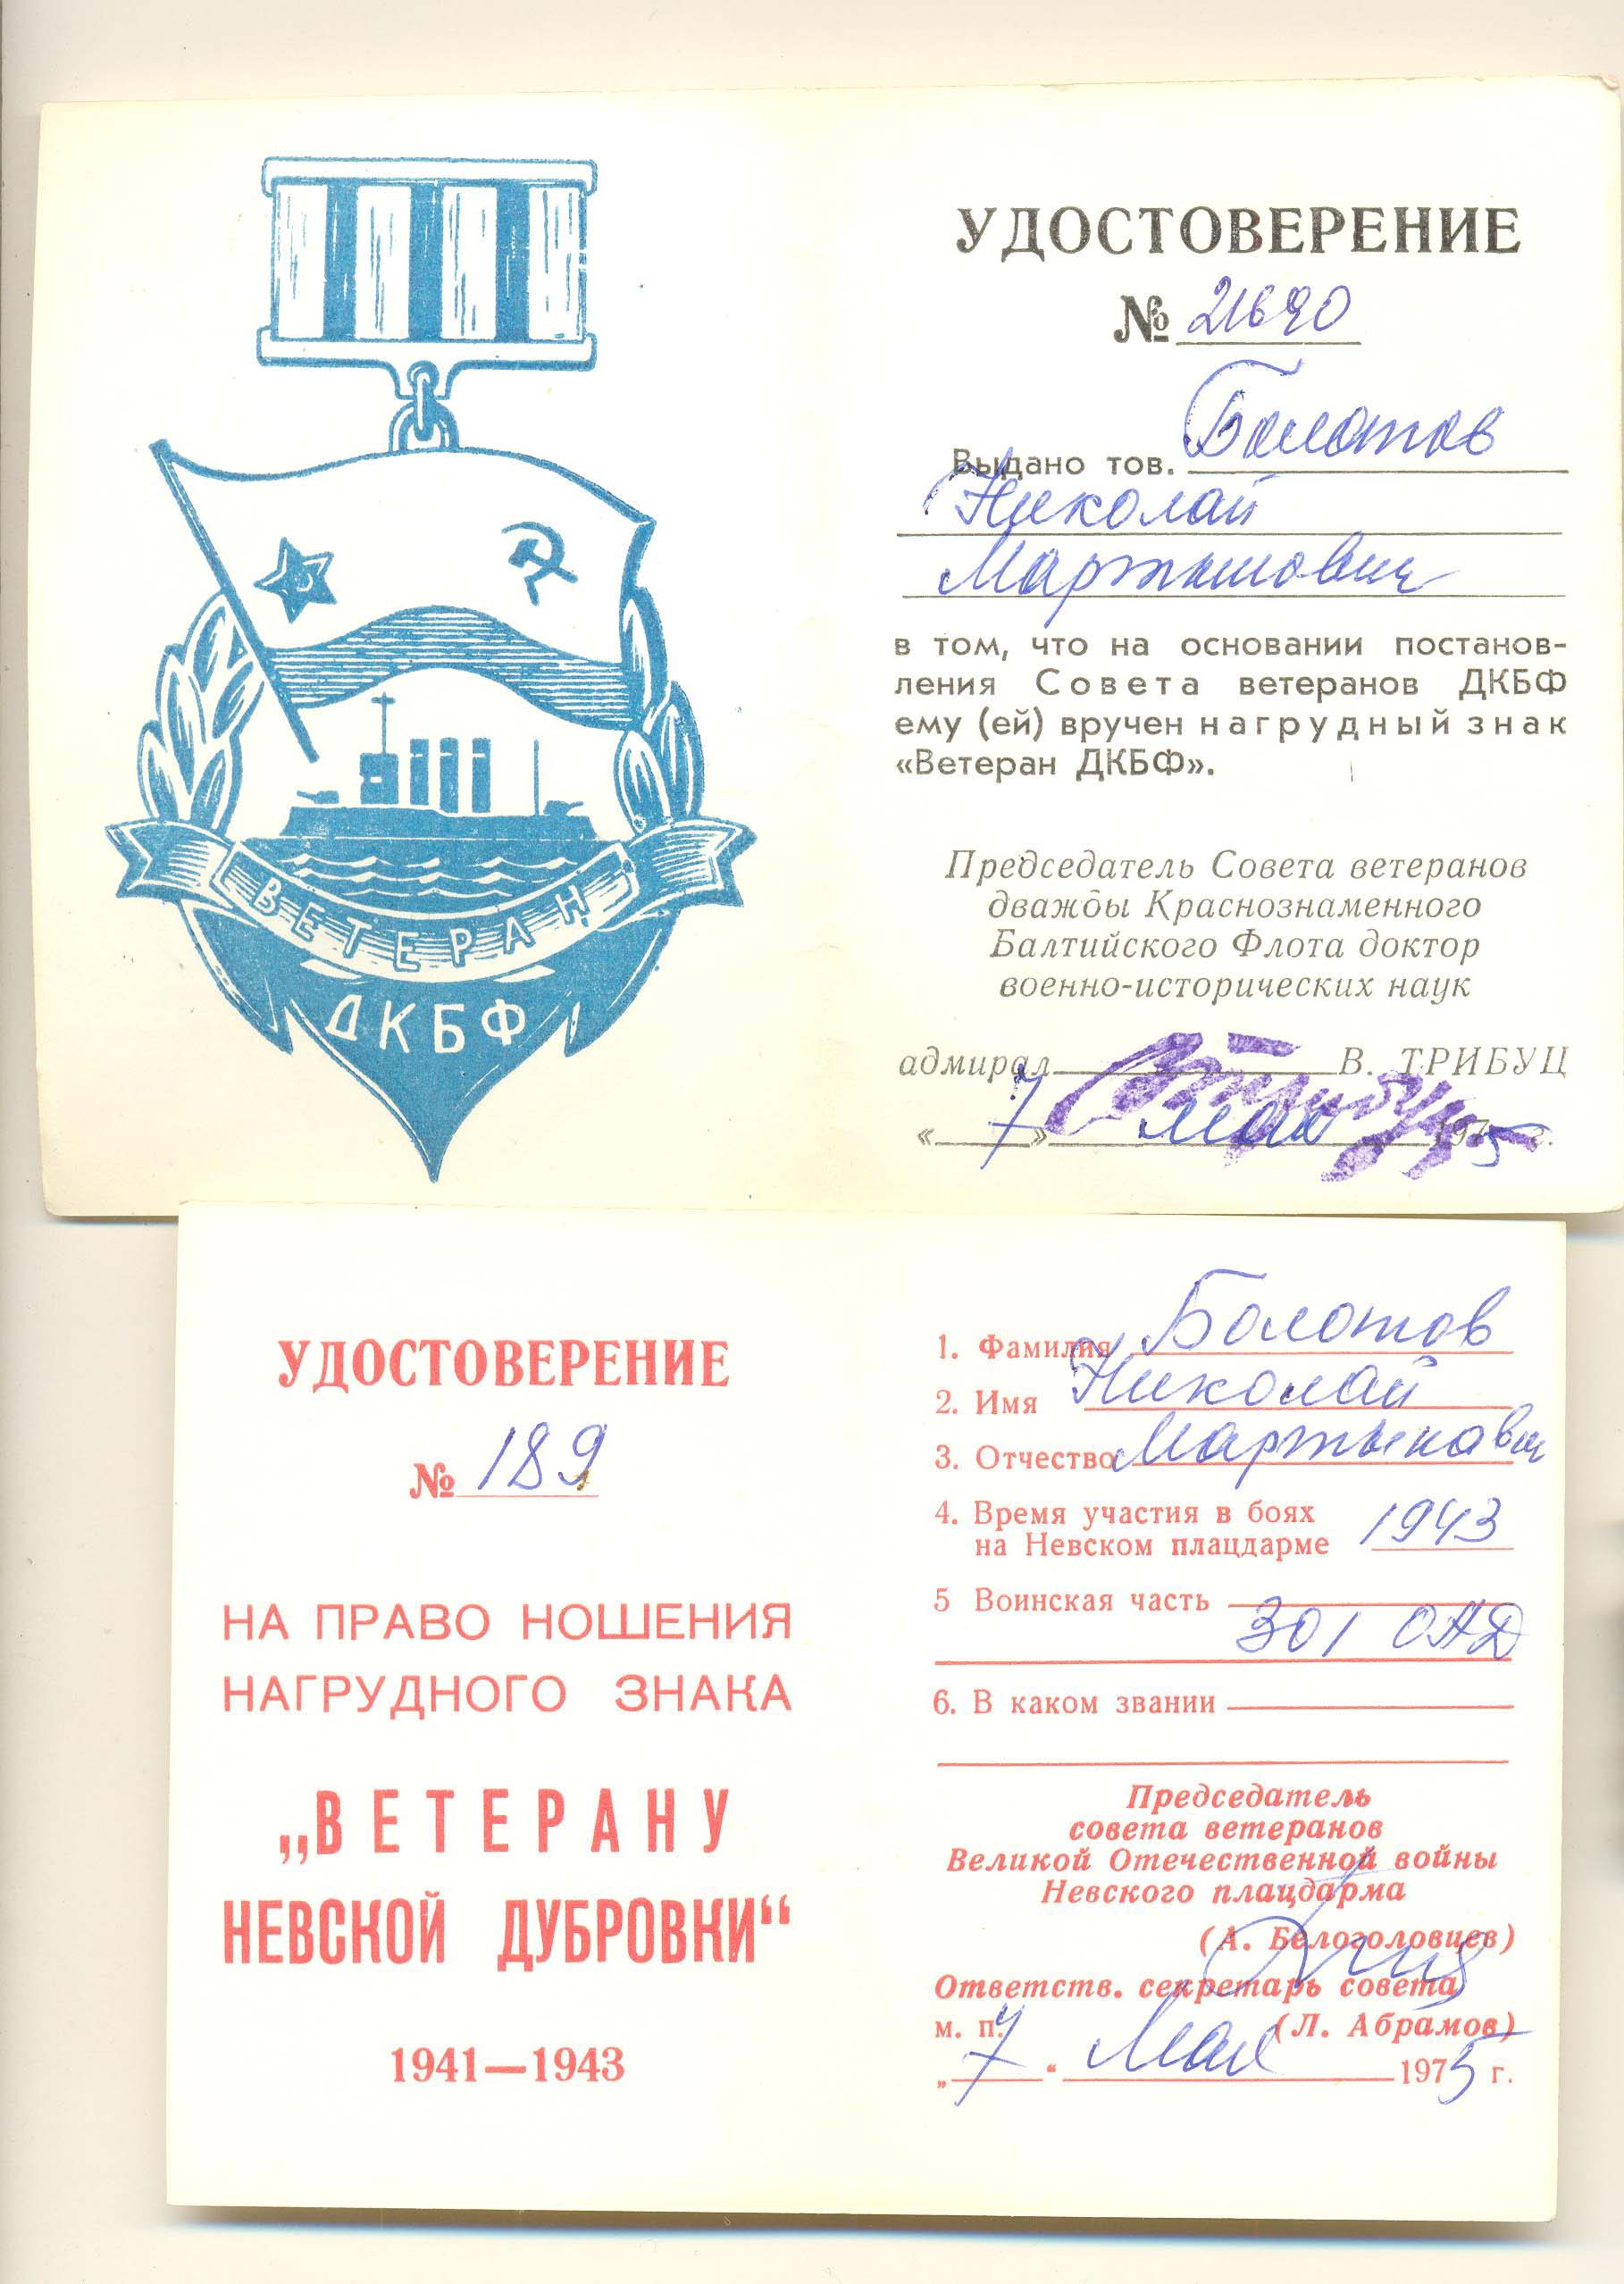 ВЕТЕРАН
ДКБФ
УДОСТОВЕРЕНИЕ
№ 21690
Выдано тов. Болотов
Николай
Мартынович
в том, что на основании постанов-
ления Совета ветеранов ДКБФ
ему (ей) вручен нагрудный знак
«Ветеран ДКБФ».
Председатель Совета ветеранов
дважды Краснознаменного
Балтийского Флота доктор
военно-исторических наук
адмирал В. ТРИБУЦ
«7» мая 1975 г.
УДОСТОВЕРЕНИЕ
№ 189
НА ПРАВО НОШЕНИЯ
НАГРУДНОГО ЗНАКА
„ВЕТЕРАНУ
НЕВСКОЙ ДУБРОВКИ“
1941—1943
1. Фамилия Болотов
2. Имя Николай
3. Отчество Мартынович
4. Время участия в боях
на Невском плацдарме 1943
5 Воинская часть
301 ОАД
6. В каком звании
Председатель
совета ветеранов
Великой Отечественной войны
Невского плацдарма
(А. Белоголовцев)
Ответств. секретарь совета
м. п. (Л. Абрамов)
„7“ Мая 1975 г.